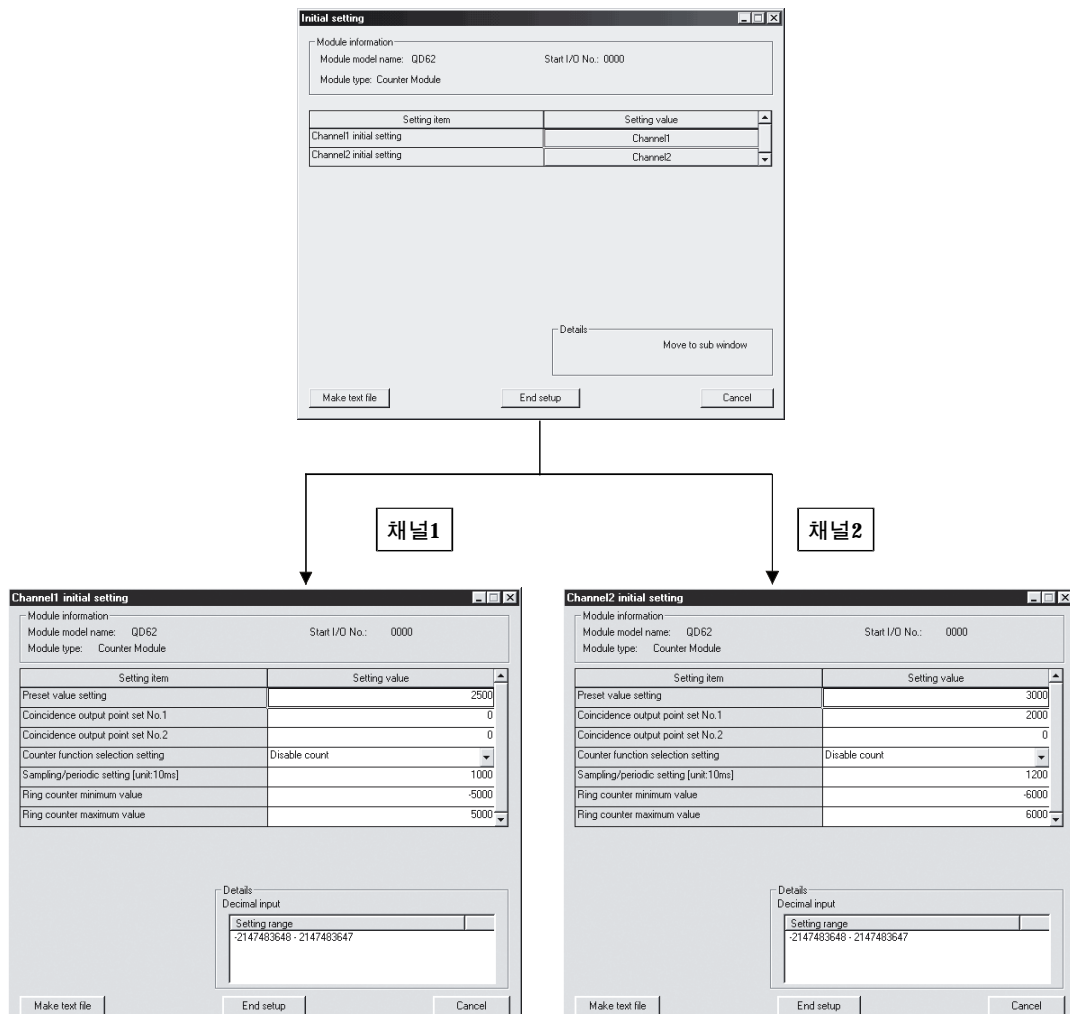 Initial setting
Module information
Module model name: QD62 Start I/O No.: 0000
Module type: Counter Module
Setting item Setting value
Channel1 initial setting Channel1
Channel2 initial setting Channel2
Details
Move to sub window
Make text file End setup Cancel
채널1
채널2
Channel1 initial setting
Module information
Module model name: QD62 Start I/O No.: 0000
Module type: Counter Module
Setting item Setting value
Preset value setting 2500
Coincidence output point set No.1 0
Coincidence output point set No.2 0
Counter function selection setting Disable count
Sampling/periodic setting [unit:10ms] 1000
Ring counter minimum value -5000
Ring counter maximum value 5000
Details
Decimal input
Setting range
-2147483648 - 2147483647
Make text file End setup Cancel
Channel2 initial setting
Module information
Module model name: QD62 Start I/O No.: 0000
Module type: Counter Module
Setting item Setting value
Preset value setting 3000
Coincidence output point set No.1 2000
Coincidence output point set No.2 0
Counter function selection setting Disable count
Sampling/periodic setting [unit:10ms] 1200
Ring counter minimum value -6000
Ring counter maximum value 6000
Details
Decimal input
Setting range
-2147483648 - 2147483647
Make text file End setup Cancel